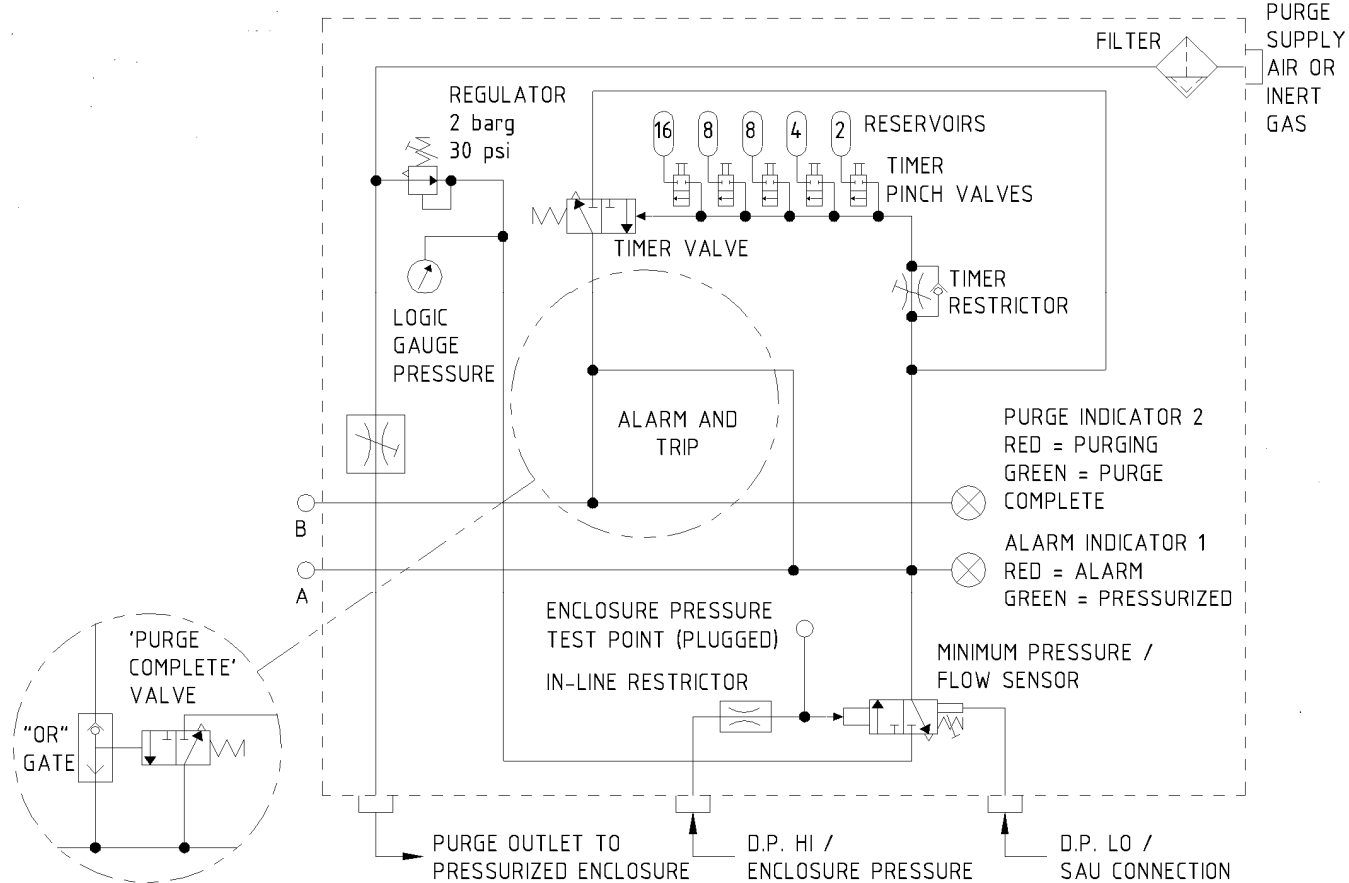 PURGE
SUPPLY
AIR OR
INERT
GAS
FILTER
REGULATOR
2 barg
30 psi
16
8
8
4
2
RESERVOIRS
TIMER
PINCH VALVES
TIMER VALVE
TIMER
RESTRICTOR
LOGIC
GAUGE
PRESSURE
ALARM AND
TRIP
PURGE INDICATOR 2
RED = PURGING
GREEN = PURGE
COMPLETE
B
A
ALARM INDICATOR 1
RED = ALARM
GREEN = PRESSURIZED
ENCLOSURE PRESSURE
TEST POINT (PLUGGED)
IN-LINE RESTRICTOR
MINIMUM PRESSURE /
FLOW SENSOR
'PURGE
COMPLETE'
VALVE
"OR"
GATE
PURGE OUTLET TO
PRESSURIZED ENCLOSURE
D.P. HI /
ENCLOSURE PRESSURE
D.P. LO /
SAU CONNECTION